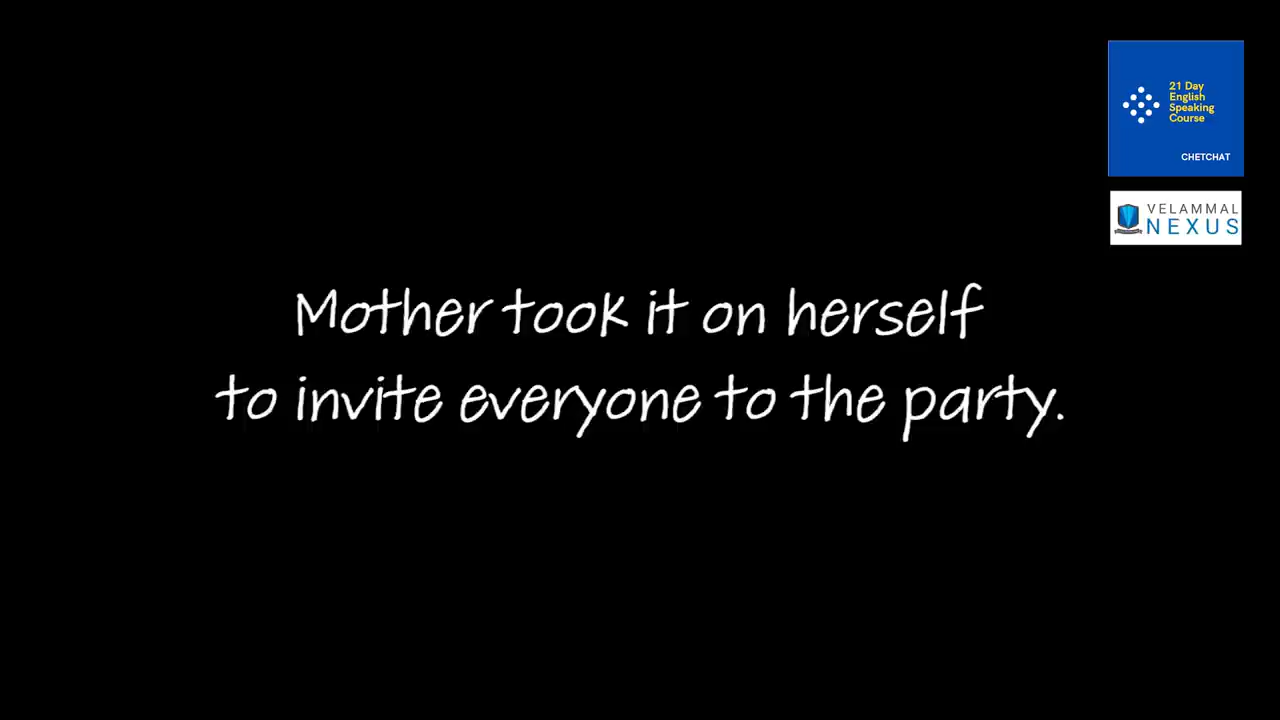 21 Day
English
Speaking
Course
CHETCHAT
VELAMMAL
NEXUS
Mother took it on herself
to invite everyone to the party.